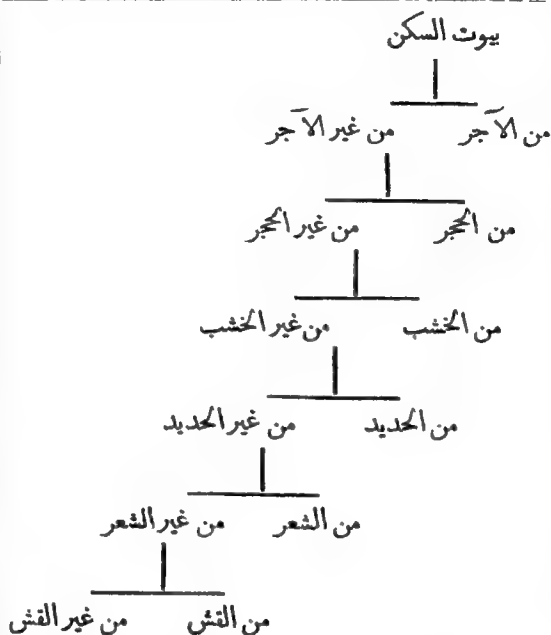 بيوت السكن
من الآجر من غير الآجر
من الحجر من غير الحجر
من الخشب من غير الخشب
من الحديد من غير الحديد
من الشعر من غير الشعر
من القش من غير القش